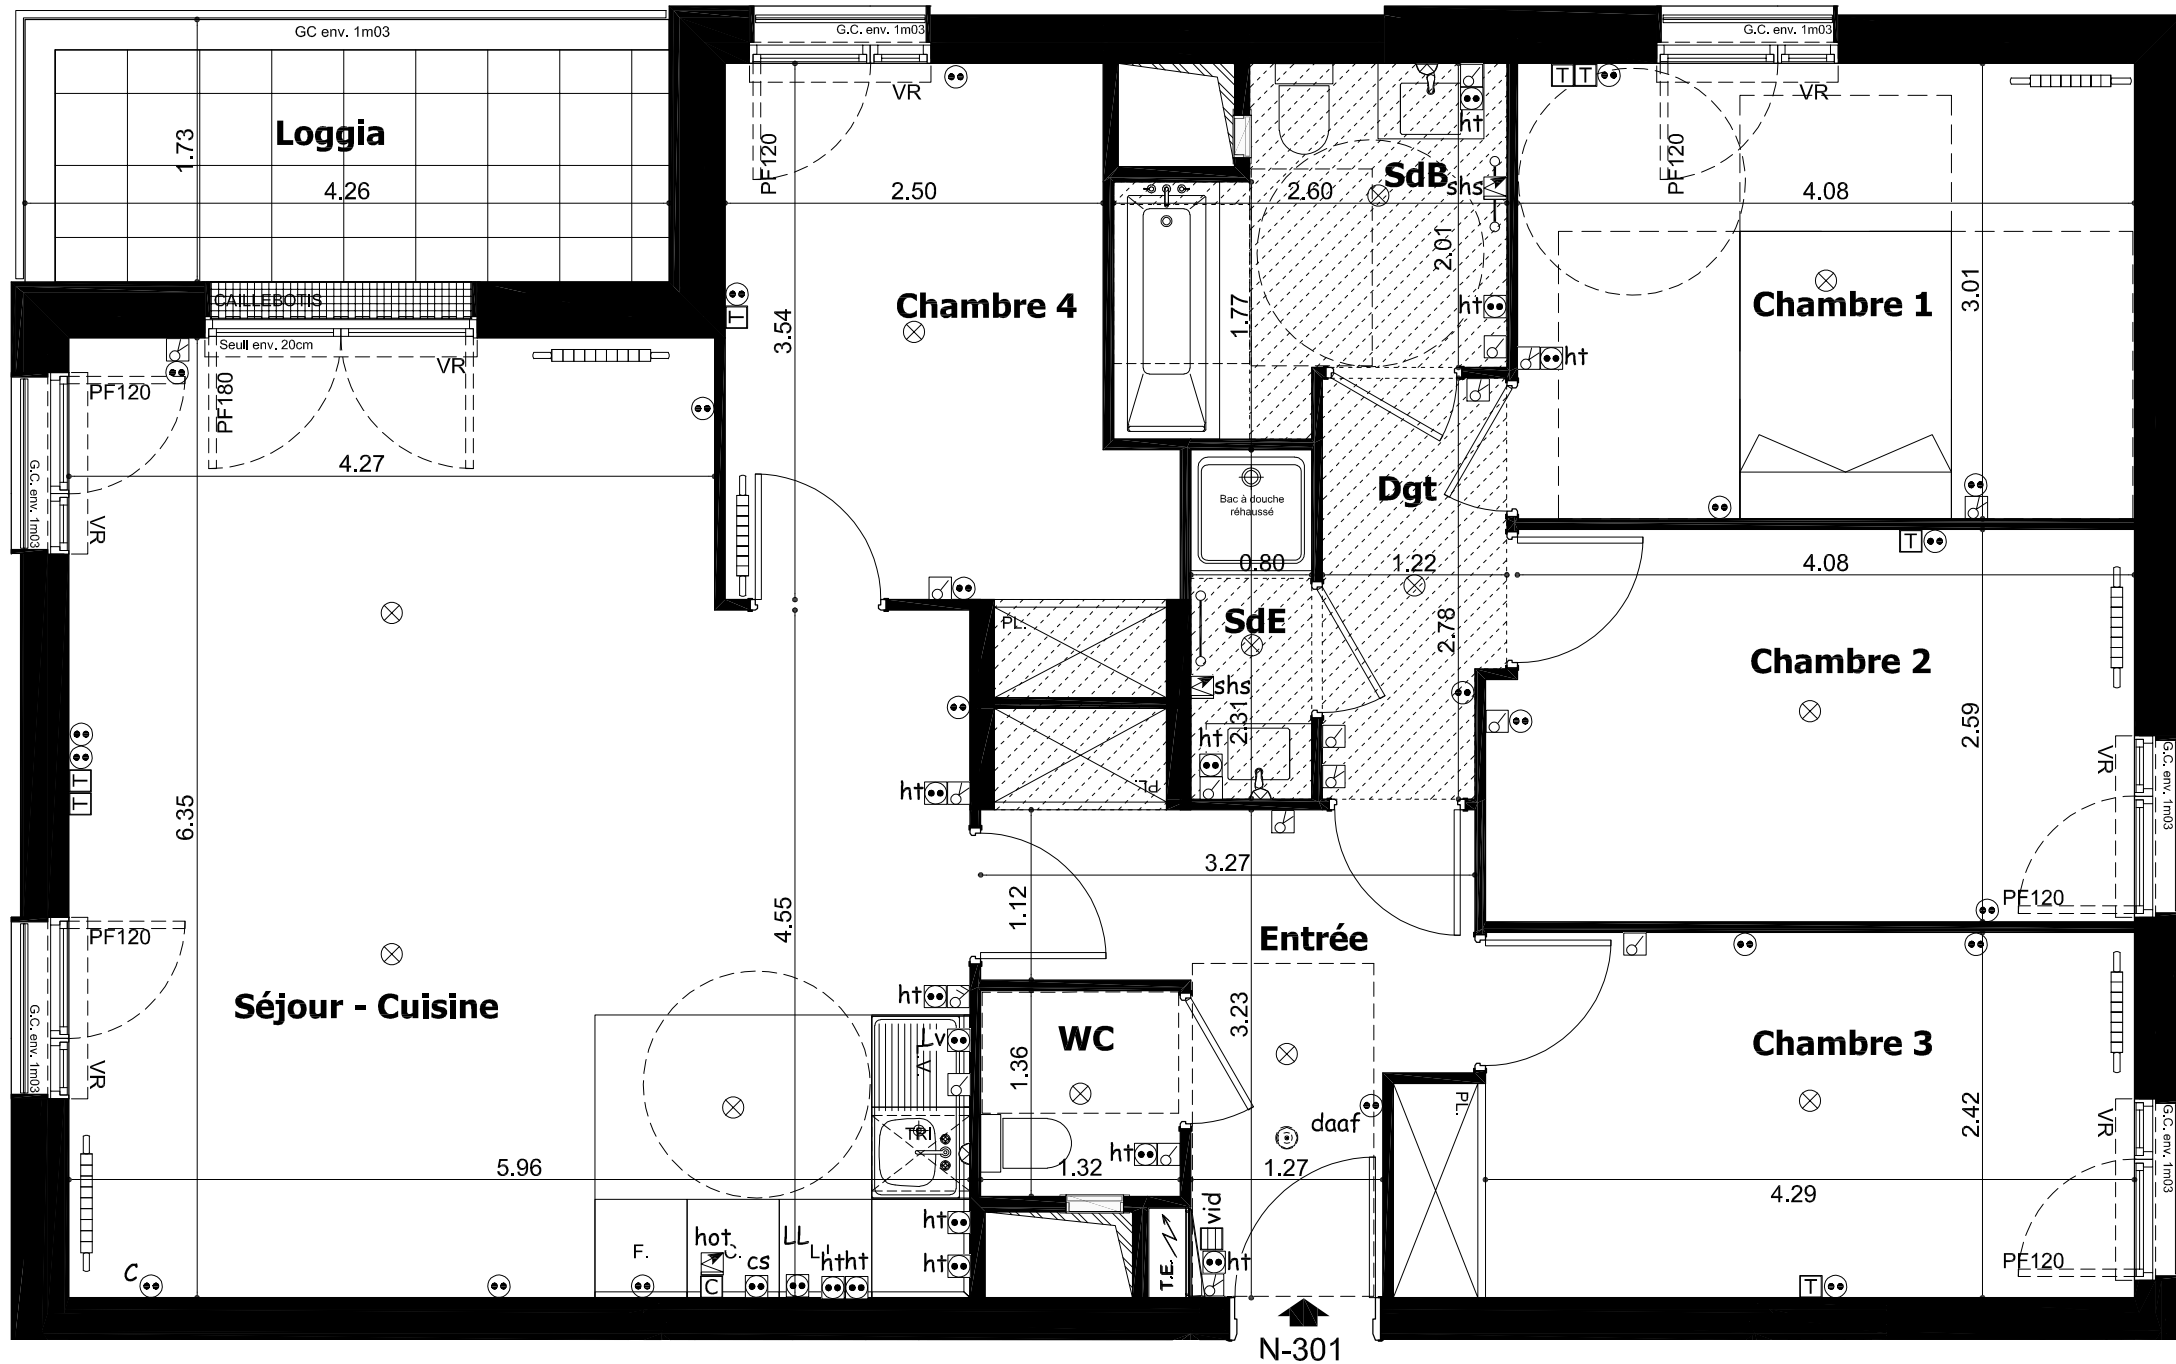 GC env. 1m03
G.C. env. 1m03
G.C. env. 1m03
VR
VR
T T
Loggia
1.73
4.26
PF120
2.50
SdB
ht
shs
2.60
PF120
4.08
2.01
CAILLEBOTIS
T
Chambre 4
3.54
1.77
ht
Chambre 1
3.01
Seuil env. 20cm
VR
PF120
PF180
ht
G.C. env. 1m03
4.27
VR
Bac à douche
réhaussé
Dgt
T
0.80
1.22
4.08
PL.
SdE
2.78
Chambre 2
shs
2.31
ht
2.59
T
T
ht
PL.
VR
G.C. env. 1m03
6.35
3.27
1.12
4.55
PF120
PF120
Entrée
Séjour - Cuisine
ht
G.C. env. 1m03
VR
Lv
L.V.
WC
1.36
3.23
Chambre 3
PL.
daaf
2.42
VR
G.C. env. 1m03
TRI
5.96
ht
1.32
1.27
4.29
vid
ht
hot
C.
LL
F.
cs
ht
ht
ht
C
C
T.E.
ht
T
PF120
N-301